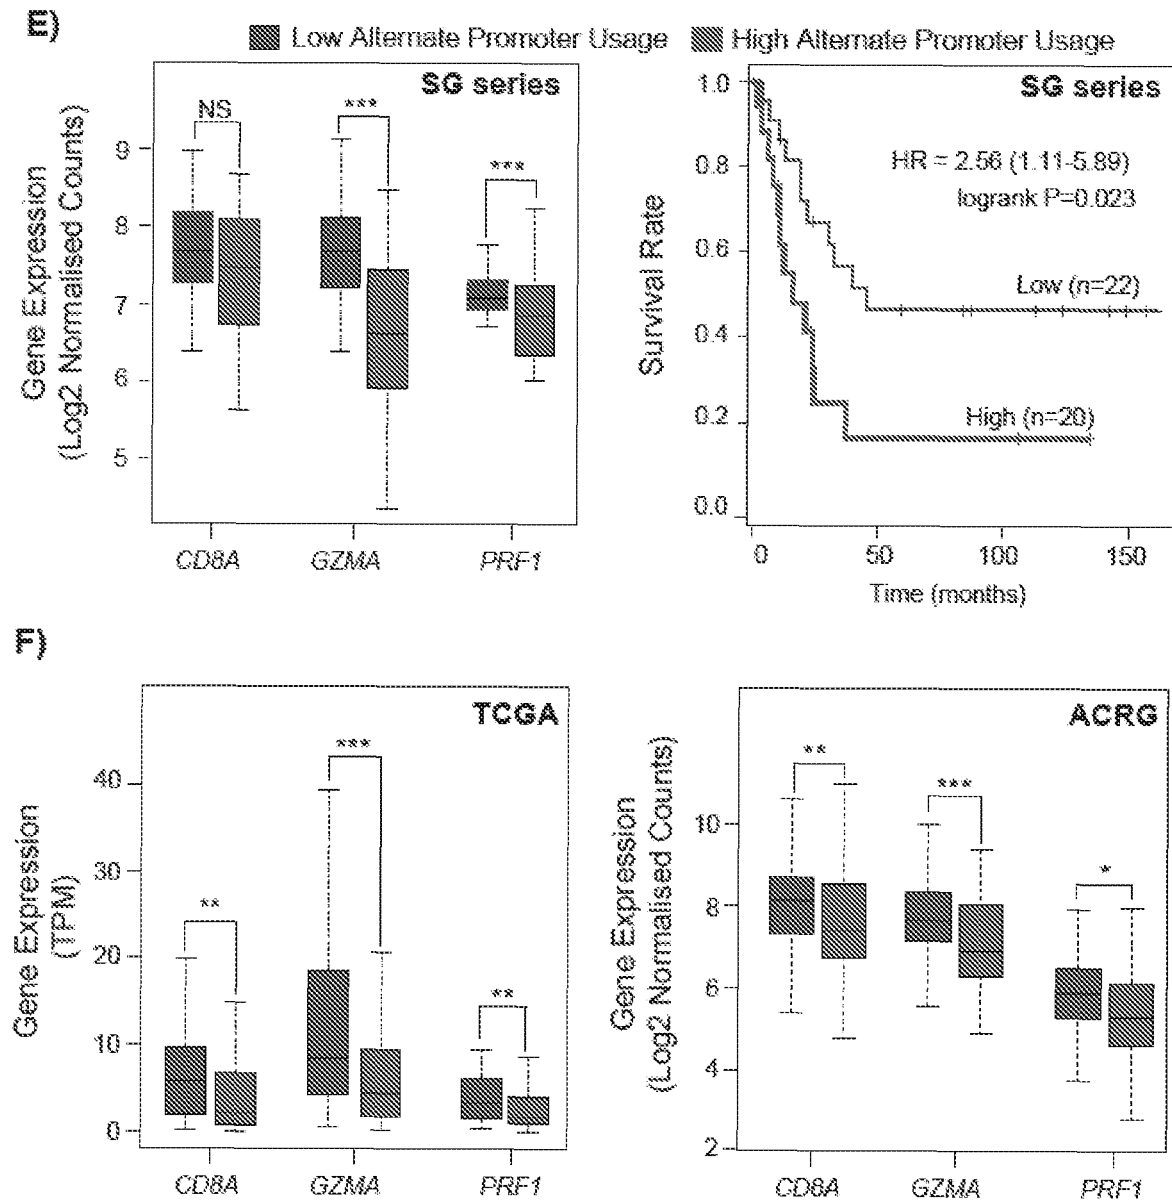 E)
Low Alternate Promoter Usage High Alternate Promoter Usage
SG series
Gene Expression
(Log2 Normalised Counts)
9
8
7
6
5
NS
***
***
CD8A GZMA PRF1
SG series
HR = 2.56 (1.11-5.89)
logrank P=0.023
Survival Rate
1.0
0.8
0.6
0.4
0.2
0.0
Low (n=22)
High (n=20)
0 50 100 150
Time (months)
F)
TCGA
Gene Expression
(TPM)
40
30
20
10
0
**
***
**
CD8A GZMA PRF1
ACRG
Gene Expression
(Log2 Normalised Counts)
10
8
6
4
2
**
***
*
CD8A GZMA PRF1